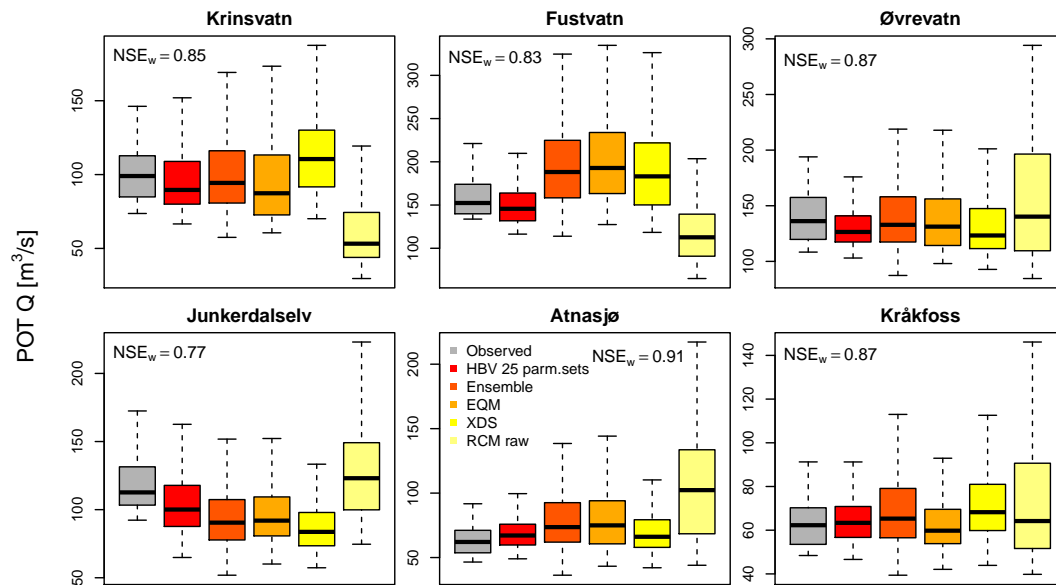 POT Q [m³/s]
Krinsvatn
NSEw = 0.85
50
100
150
Fustvatn
NSEw = 0.83
100
150
200
250
300
Øvrevatn
NSEw = 0.87
100
150
200
250
300
Junkerdalselv
NSEw = 0.77
50
100
150
200
Atnasjø
NSEw = 0.91
Observed
HBV 25 parm.sets
Ensemble
EQM
XDS
RCM raw
50
100
150
200
Kråkfoss
NSEw = 0.87
40
60
80
100
120
140